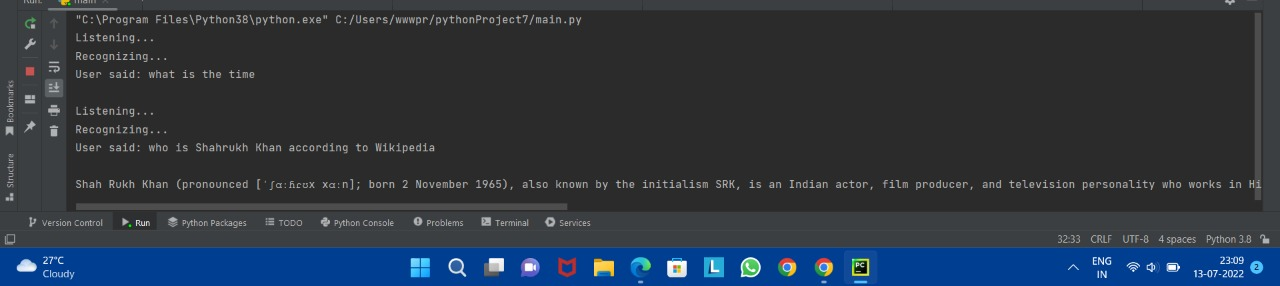 Run:
main
"C:\Program Files\Python38\python.exe" C:/Users/wwwpr/pythonProject7/main.py
Listening...
Recognizing...
User said: what is the time
Listening...
Recognizing...
User said: who is Shahrukh Khan according to Wikipedia
Shah Rukh Khan (pronounced [ˈʃɑːɦɾʊx xɑːn]; born 2 November 1965), also known by the initialism SRK, is an Indian actor, film producer, and television personality who works in Hi
Bookmarks
Structure
Version Control Run Python Packages TODO Python Console Problems Terminal Services
32:33 CRLF UTF-8 4 spaces Python 3.8
27°C
Cloudy
L
PC
ENG
IN
23:09
13-07-2022
2